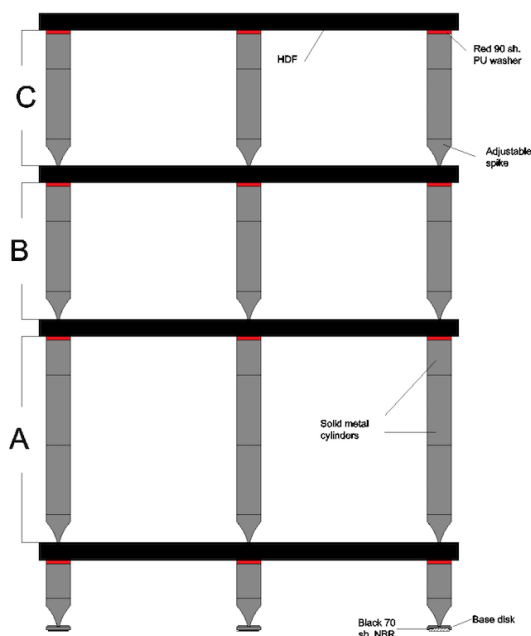 Red 90 sh.
PU washer
HDF
C
Adjustable
spike
B
A
Solid metal
cylinders
Black 70
sh. NBR
Base disk